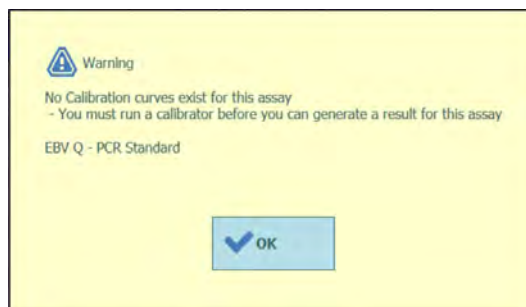 Warning
No Calibration curves exist for this assay
- You must run a calibrator before you can generate a result for this assay
EBV Q - PCR Standard
OK